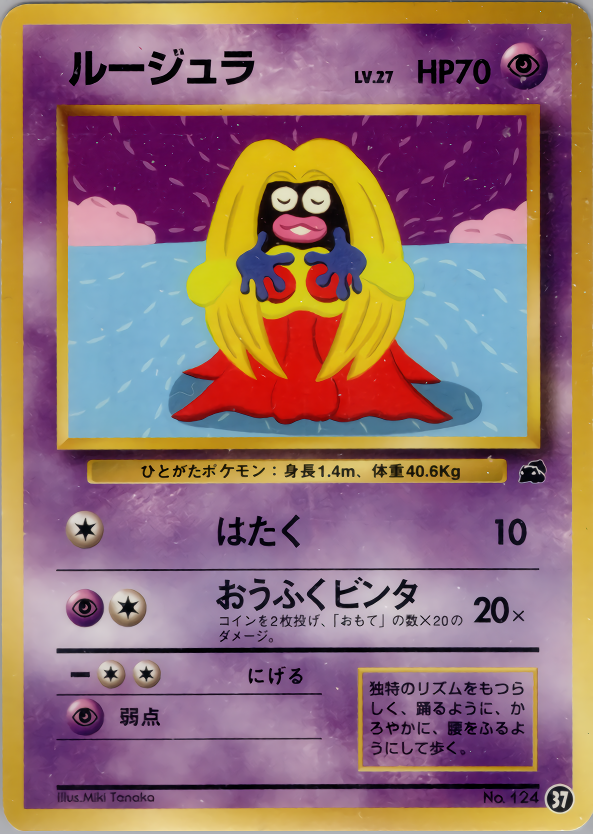 ルージュラ LV.27 HP70
ひとがたポケモン：身長1.4m、体重40.6Kg
はたく 10
おうふくビンタ 20×
コインを2枚投げ、「おもて」の数×20の
ダメージ。
ー にげる
弱点
独特のリズムをもつら
しく、踊るように、か
ろやかに、腰をふるよ
うにして歩く。
Illus.Miki Tanaka No. 124 37